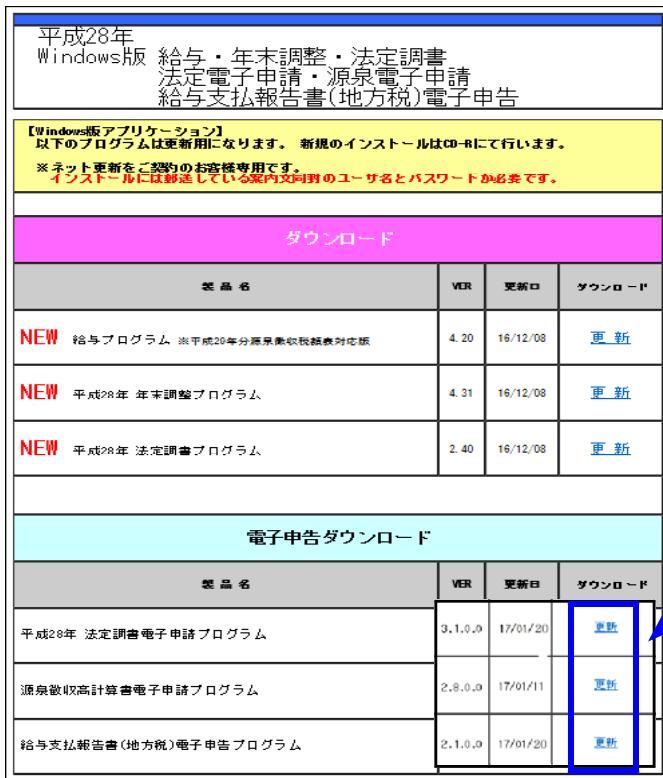 平成28年
Windows版 給与・年末調整・法定調書
法定電子申請・源泉電子申請
給与支払報告書(地方税)電子申告
【Windows版アプリケーション】
以下のプログラムは更新用になります。 新規のインストールはCD-Rにて行います。
※ネット更新をご契約のお客様専用です。
インストールには郵送している案内文同封のユーザ名とパスワードが必要です。
ダウンロード
製品名 VER 更新日 ダウンロード
NEW 給与プログラム ※平成29年分源泉徴収税額表対応版 4.20 16/12/08 更 新
NEW 平成28年 年末調整プログラム 4.31 16/12/08 更 新
NEW 平成28年 法定調書プログラム 2.40 16/12/08 更 新
電子申告ダウンロード
製品名 VER 更新日 ダウンロード
平成28年 法定調書電子申請プログラム 3.1.0.0 17/01/20 更新
源泉徴収高計算書電子申請プログラム 2.8.0.0 17/01/11 更新
給与支払報告書(地方税)電子申告プログラム 2.1.0.0 17/01/20 更新